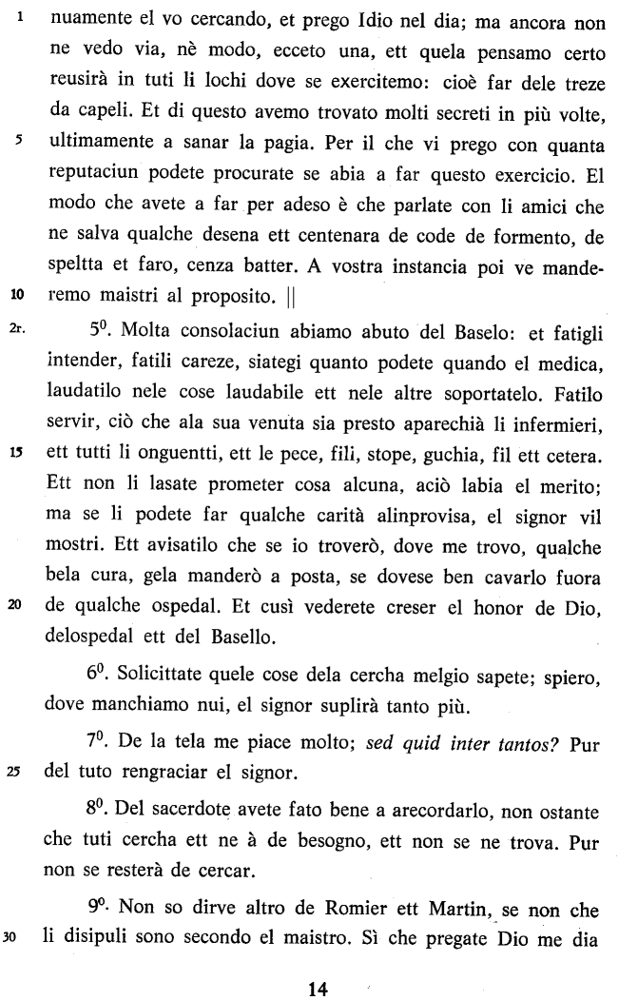 1 nuamente el vo cercando, et prego Idio nel dia; ma ancora non
ne vedo via, nè modo, ecceto una, ett quela pensamo certo
reusirà in tuti li lochi dove se exercitemo: cioè far dele treze
da capeli. Et di questo avemo trovato molti secreti in più volte,
5 ultimamente a sanar la pagia. Per il che vi prego con quanta
reputaciun podete procurate se abia a far questo exercicio. El
modo che avete a far per adeso è che parlate con li amici che
ne salva qualche desena ett centenara de code de formento, de
speltta et faro, cenza batter. A vostra instancia poi ve mande-
10 remo maistri al proposito. ||
2r. 5⁰. Molta consolaciun abiamo abuto del Baselo: et fatigli
intender, fatili careze, siategi quanto podete quando el medica,
laudatilo nele cose laudabile ett nele altre soportatelo. Fatilo
servir, ciò che ala sua venuta sia presto aparechià li infermieri,
15 ett tutti li onguentti, ett le pece, fili, stope, guchia, fil ett cetera.
Ett non li lasate prometer cosa alcuna, aciò labia el merito;
ma se li podete far qualche carità alinprovisa, el signor vil
mostri. Ett avisatilo che se io troverò, dove me trovo, qualche
bela cura, gela manderò a posta, se dovese ben cavarlo fuora
20 de qualche ospedal. Et cusì vederete creser el honor de Dio,
delospedal ett del Basello.
6⁰. Solicittate quele cose dela cercha melgio sapete; spiero,
dove manchiamo nui, el signor suplirà tanto più.
7⁰. De la tela me piace molto; sed quid inter tantos? Pur
25 del tuto rengraciar el signor.
8⁰. Del sacerdote avete fato bene a arecordarlo, non ostante
che tuti cercha ett ne à de besogno, ett non se ne trova. Pur
non se resterà de cercar.
9⁰. Non so dirve altro de Romier ett Martin, se non che
30 li disipuli sono secondo el maistro. Sì che pregate Dio me dia
14